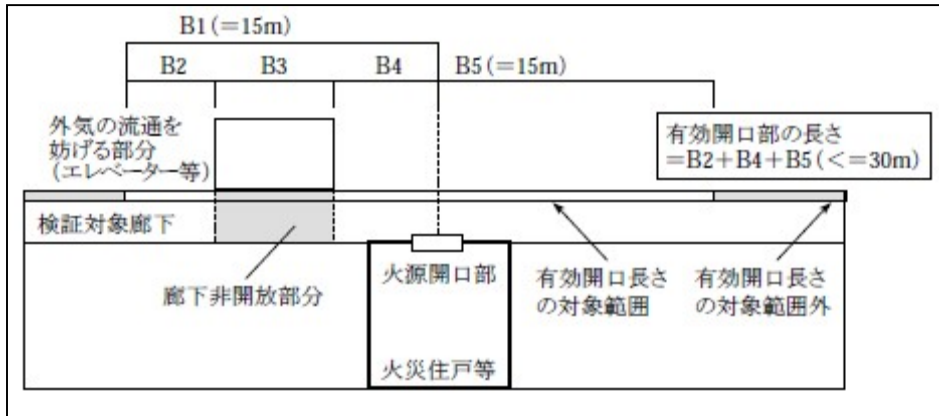 B1(=15m)
B2
B3
B4
B5(=15m)
外気の流通を
妨げる部分
(エレベーター等)
有効開口部の長さ
=B2+B4+B5(<=30m)
検証対象廊下
廊下非開放部分
火源開口部
有効開口長さ
の対象範囲
有効開口長さ
の対象範囲外
火災住戸等